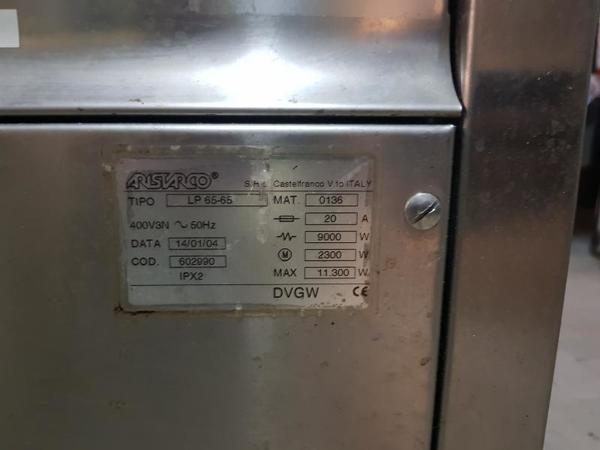 ARISTARCO® S.R.L. Castelfranco V.to ITALY
TIPO LP 65-65 MAT. 0136
400V3N ~ 50Hz 20 A
9000 W
DATA 14/01/04 M 2300 W
COD. 602990 MAX 11.300 W
IPX2 DVGW CE